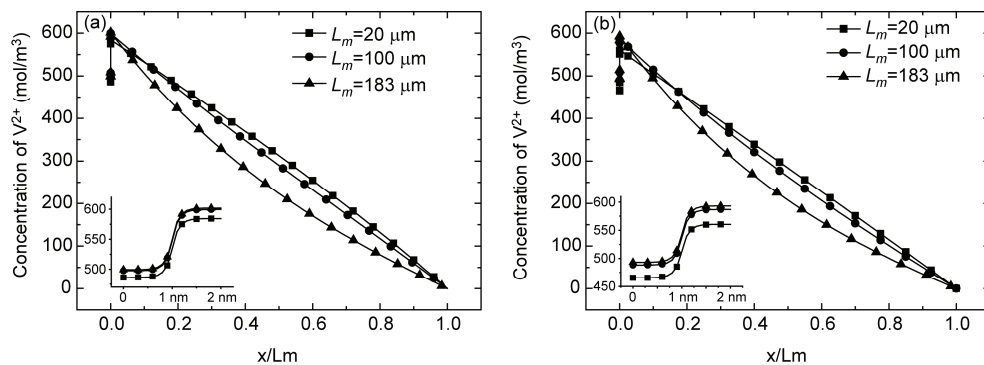 (a)
L_m=20 μm
L_m=100 μm
L_m=183 μm
Concentration of V²⁺ (mol/m³)
600
500
400
300
200
100
0
600
550
500
0 1 nm 2 nm
0.0 0.2 0.4 0.6 0.8 1.0
x/Lm
(b)
L_m=20 μm
L_m=100 μm
L_m=183 μm
Concentration of V²⁺ (mol/m³)
600
500
400
300
200
100
0
600
550
500
450
0 1 nm 2 nm
0.0 0.2 0.4 0.6 0.8 1.0
x/Lm